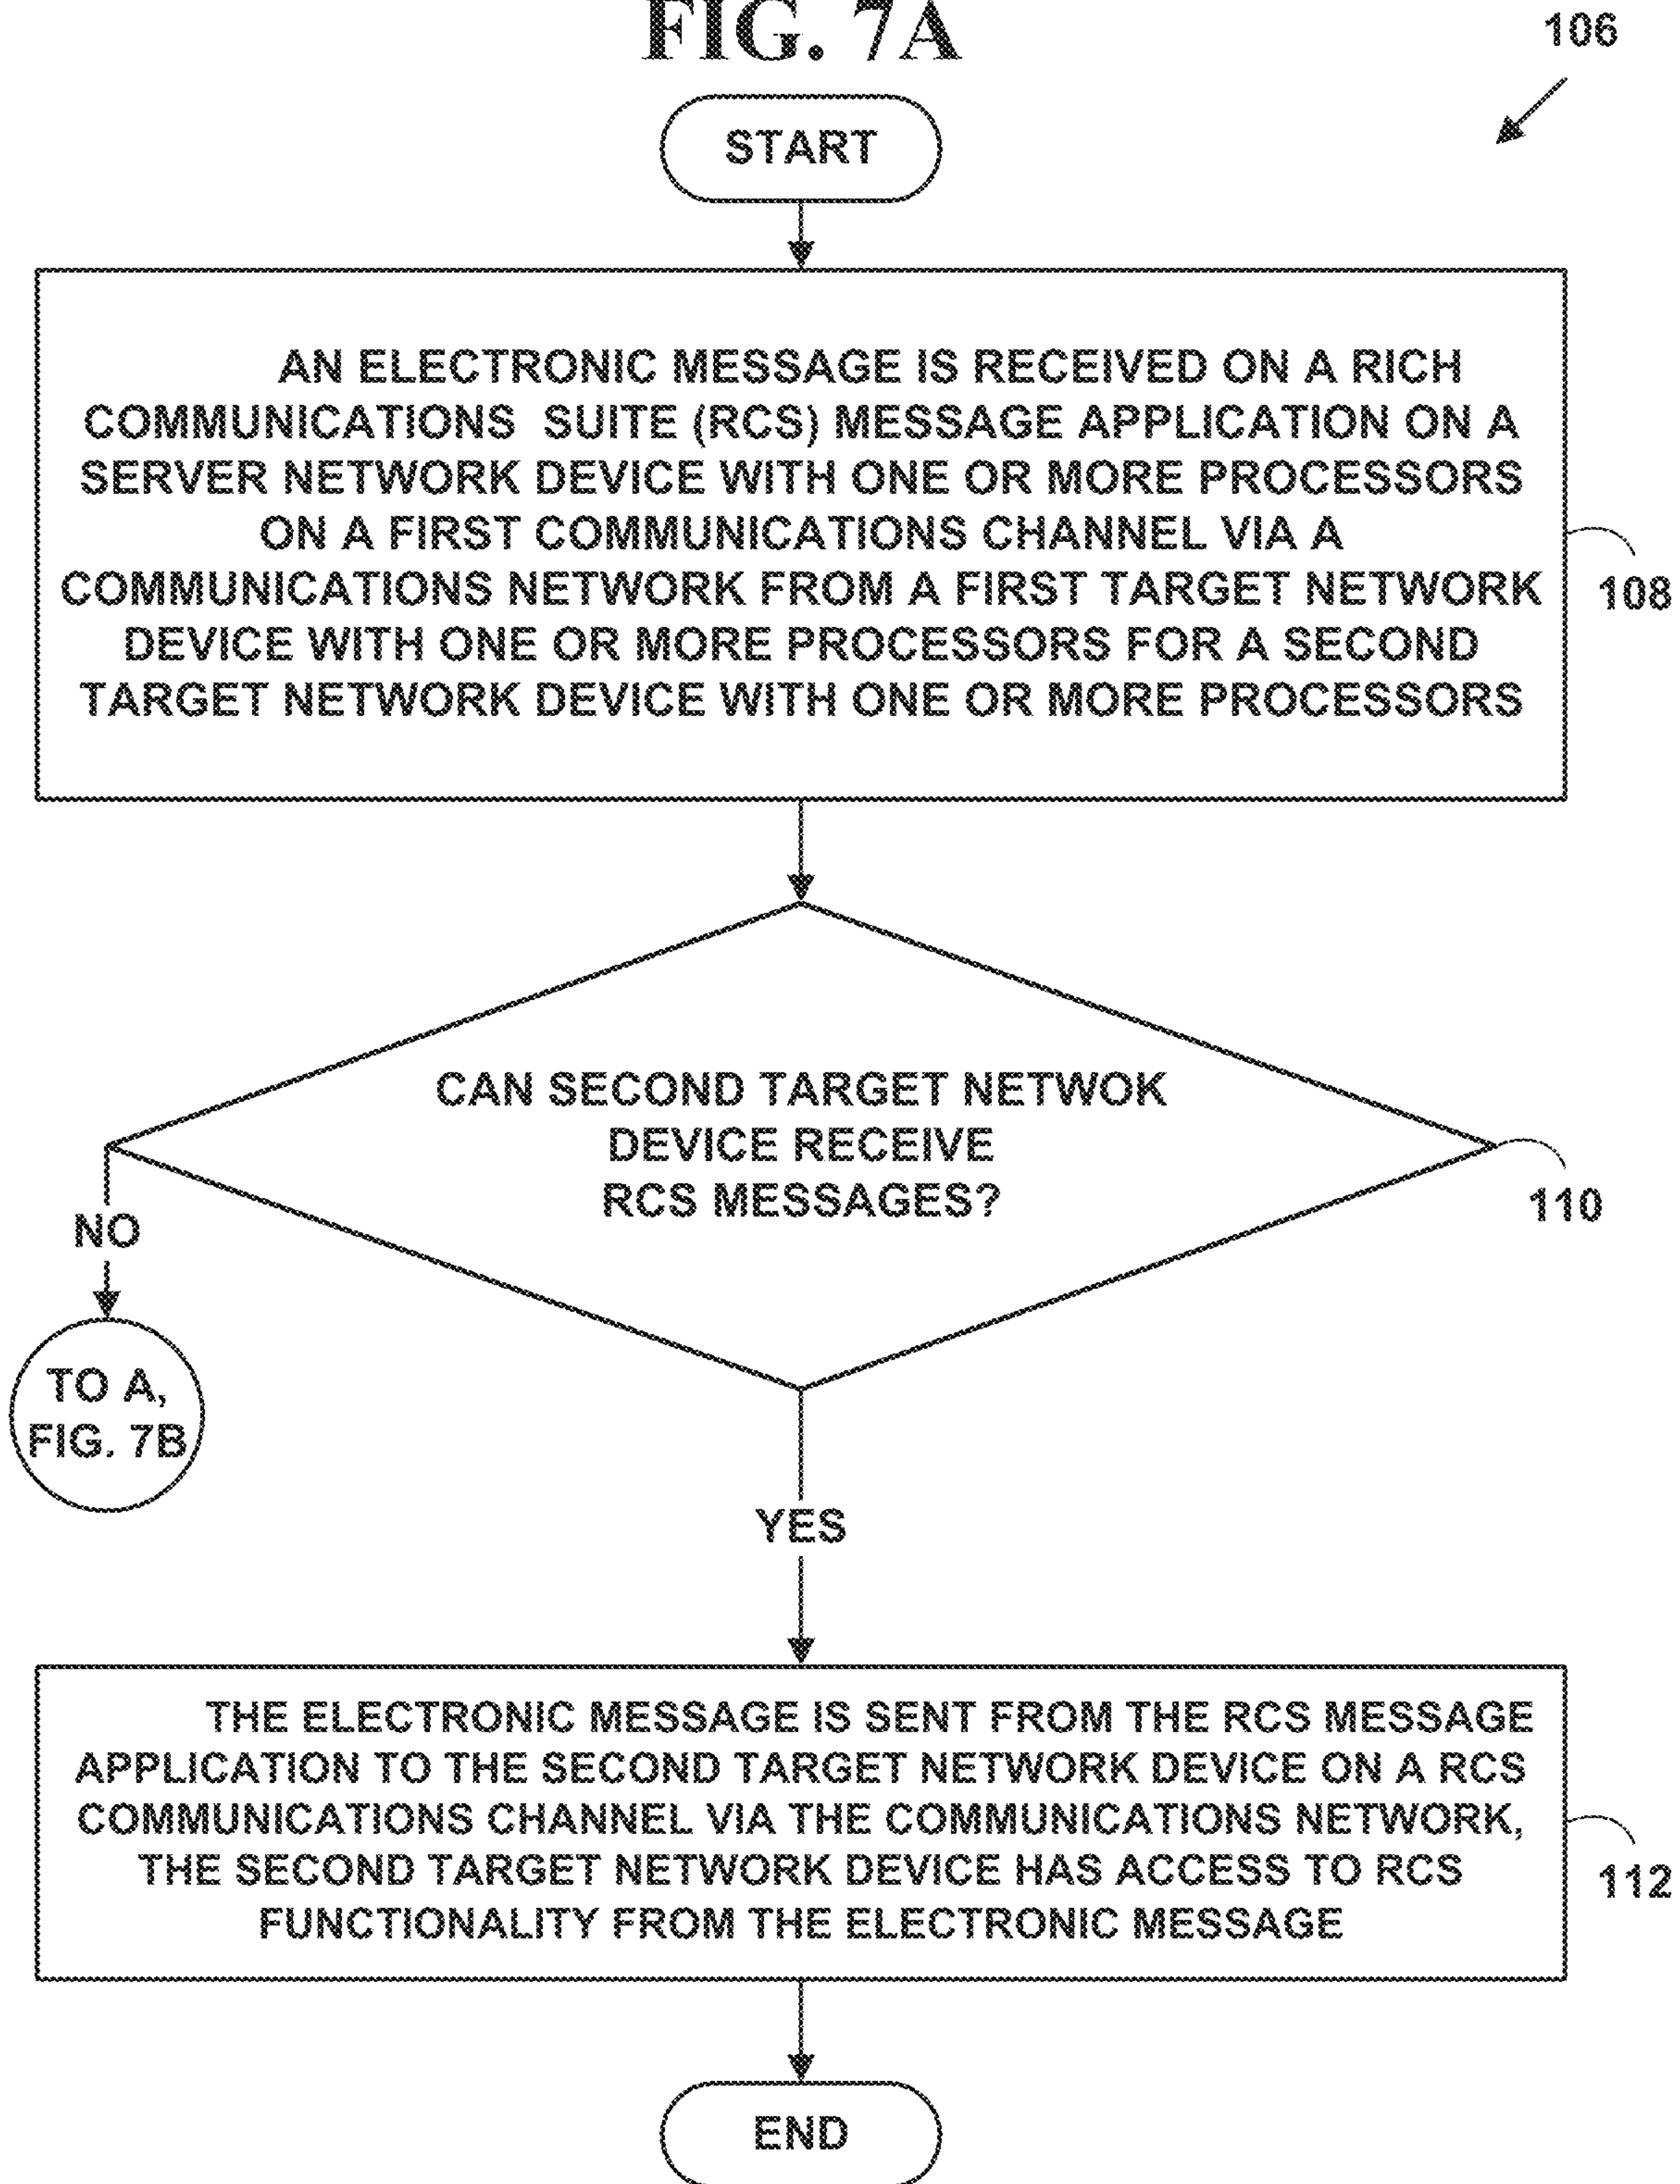 FIG. 7A
106
START
AN ELECTRONIC MESSAGE IS RECEIVED ON A RICH
COMMUNICATIONS SUITE (RCS) MESSAGE APPLICATION ON A
SERVER NETWORK DEVICE WITH ONE OR MORE PROCESSORS
ON A FIRST COMMUNICATIONS CHANNEL VIA A
COMMUNICATIONS NETWORK FROM A FIRST TARGET NETWORK
DEVICE WITH ONE OR MORE PROCESSORS FOR A SECOND
TARGET NETWORK DEVICE WITH ONE OR MORE PROCESSORS
108
CAN SECOND TARGET NETWOK
DEVICE RECEIVE
RCS MESSAGES?
110
NO
TO A,
FIG. 7B
YES
THE ELECTRONIC MESSAGE IS SENT FROM THE RCS MESSAGE
APPLICATION TO THE SECOND TARGET NETWORK DEVICE ON A RCS
COMMUNICATIONS CHANNEL VIA THE COMMUNICATIONS NETWORK,
THE SECOND TARGET NETWORK DEVICE HAS ACCESS TO RCS
FUNCTIONALITY FROM THE ELECTRONIC MESSAGE
112
END